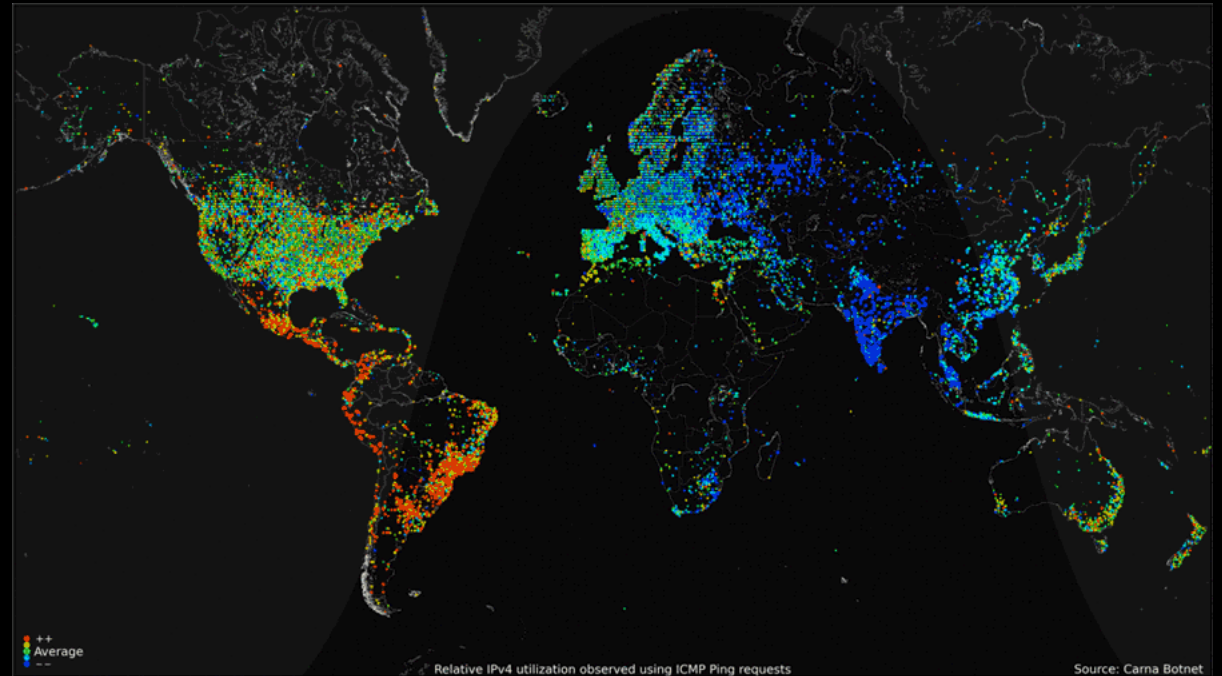 ++
Average
--
Relative IPv4 utilization observed using ICMP Ping requests
Source: Carna Botnet